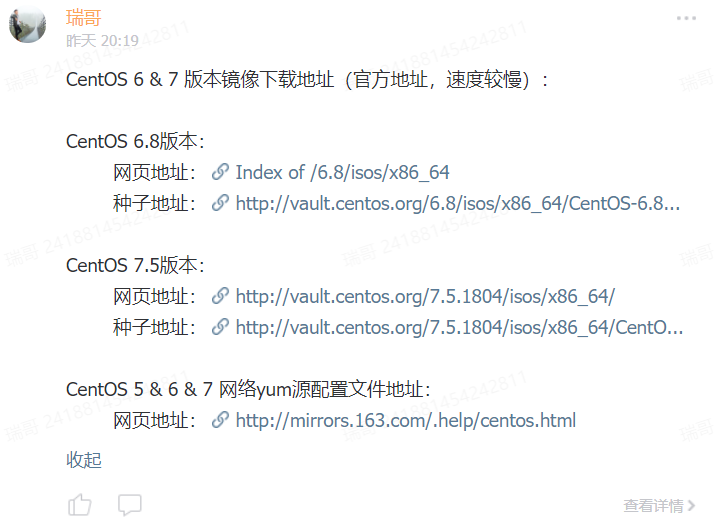 瑞哥
昨天 20:19
CentOS 6 & 7 版本镜像下载地址（官方地址，速度较慢）:
CentOS 6.8版本:
网页地址: Index of /6.8/isos/x86_64
种子地址: http://vault.centos.org/6.8/isos/x86_64/CentOS-6.8...
CentOS 7.5版本:
网页地址: http://vault.centos.org/7.5.1804/isos/x86_64/
种子地址: http://vault.centos.org/7.5.1804/isos/x86_64/CentO...
CentOS 5 & 6 & 7 网络yum源配置文件地址:
网页地址: http://mirrors.163.com/.help/centos.html
收起
查看详情
瑞哥 241881454242811